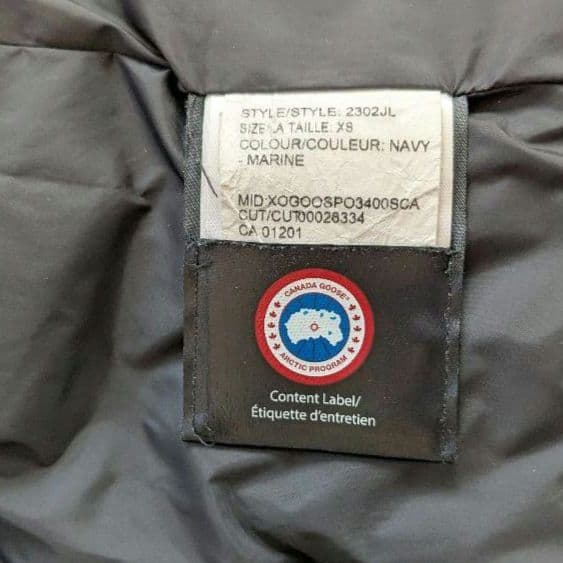 STYLE/STYLE: 2302JL
SIZE/LA TAILLE: XS
COLOUR/COULEUR: NAVY
- MARINE
MID:XOGOOSPO3400SCA
CUT/CUT00028334
CA 01201
CANADA GOOSE®
ARCTIC PROGRAM
Content Label/
Étiquette d'entretien